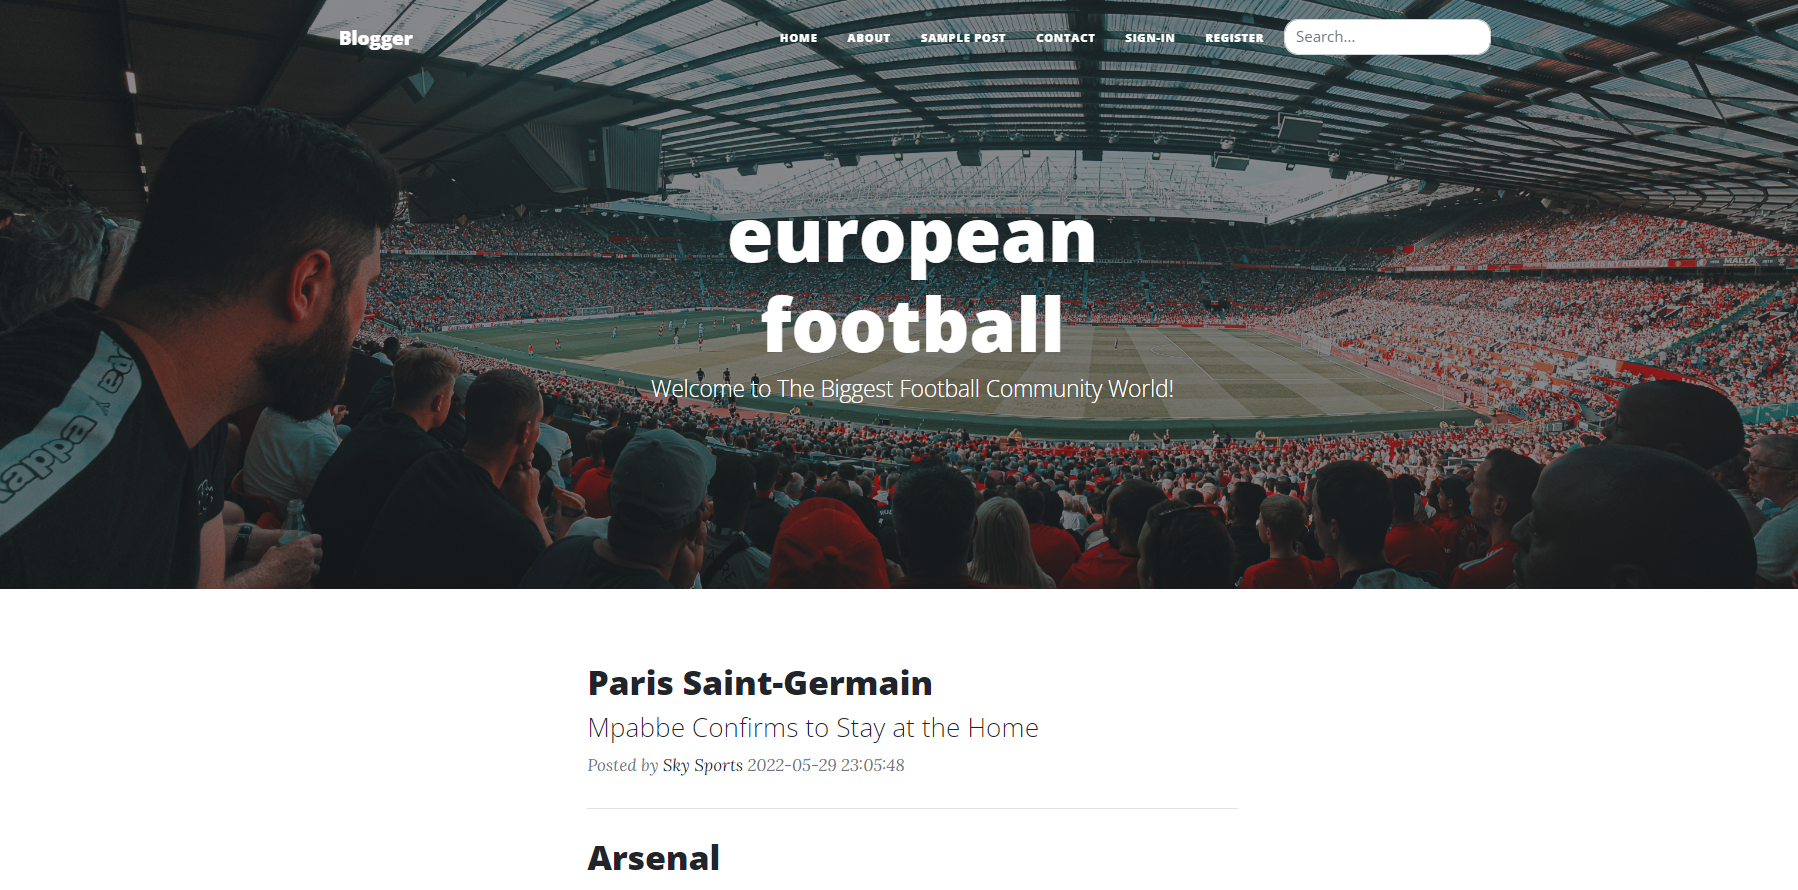 Blogger
HOME ABOUT SAMPLE POST CONTACT SIGN-IN REGISTER Search...
european
football
Welcome to The Biggest Football Community World!
kappa
MALTA
Paris Saint-Germain
Mpabbe Confirms to Stay at the Home
Posted by Sky Sports 2022-05-29 23:05:48
Arsenal